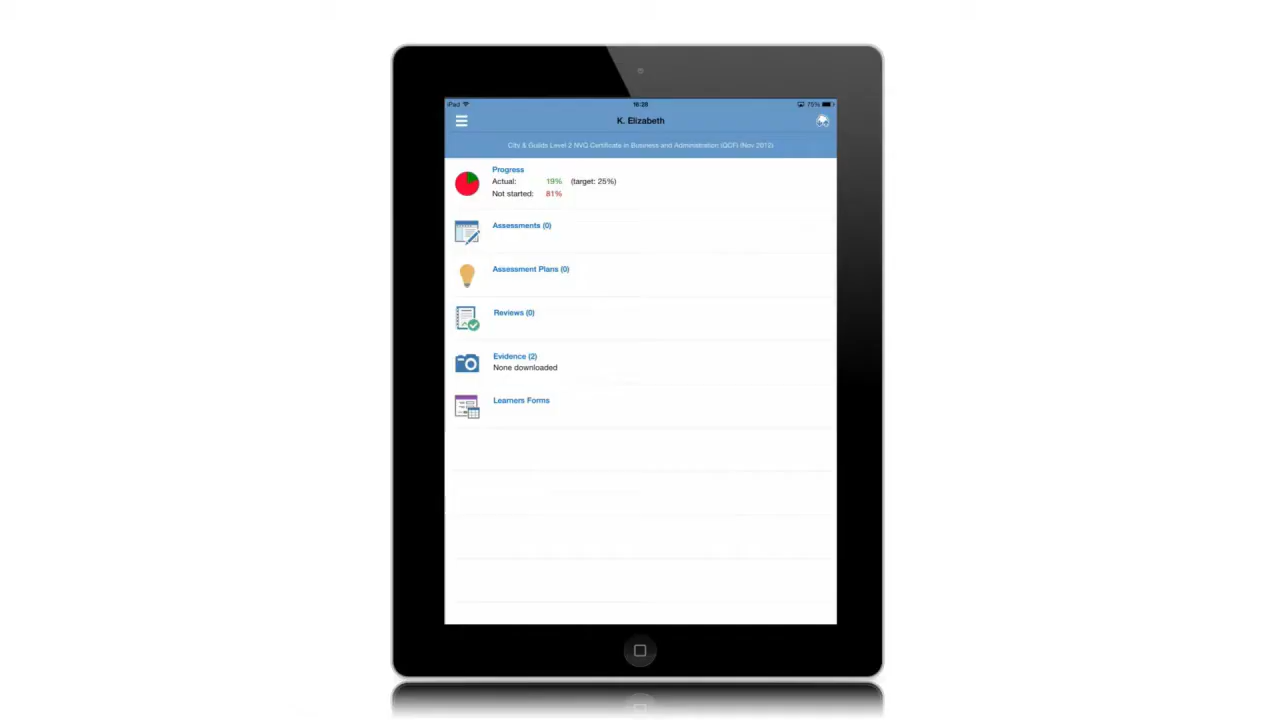 iPad 16:28 75%
K. Elizabeth
City & Guilds Level 2 NVQ Certificate in Business and Administration (QCF) (Nov 2012)
Progress
Actual: 19% (target: 25%)
Not started: 81%
Assessments (0)
Assessment Plans (0)
Reviews (0)
Evidence (2)
None downloaded
Learners Forms